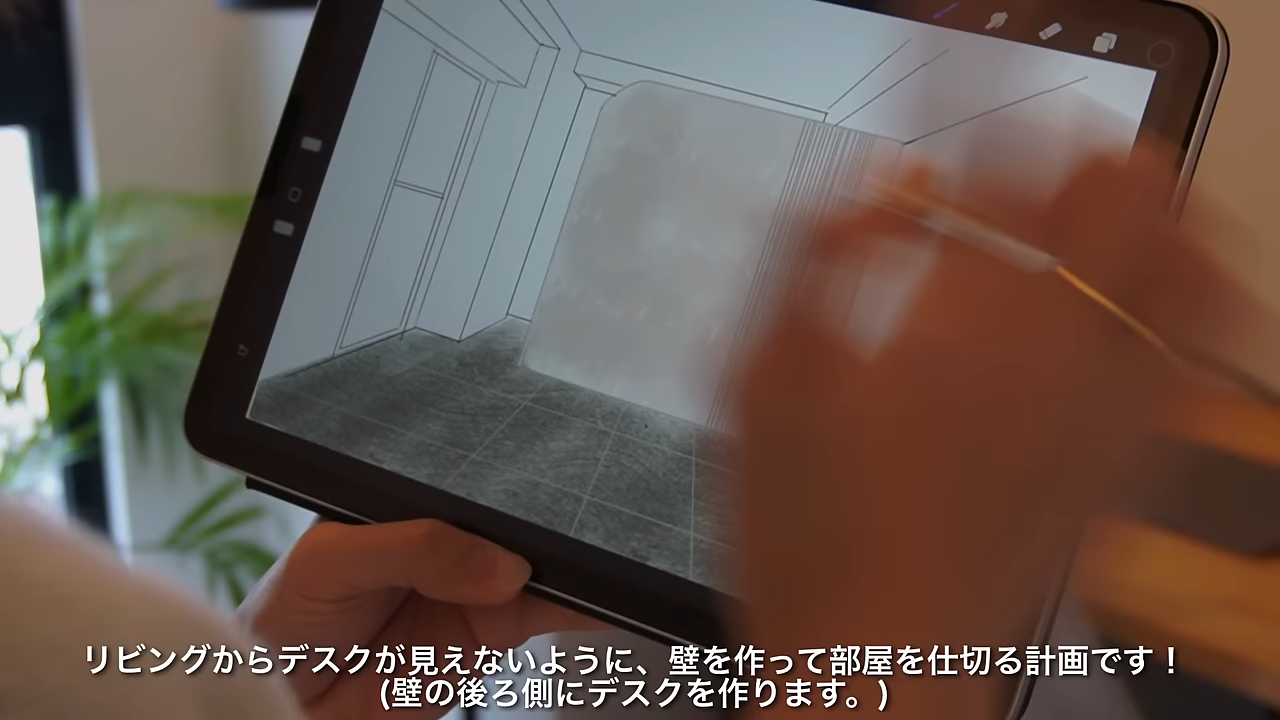 リビングからデスクが見えないように、壁を作って部屋を仕切る計画です！
(壁の後ろ側にデスクを作ります。)